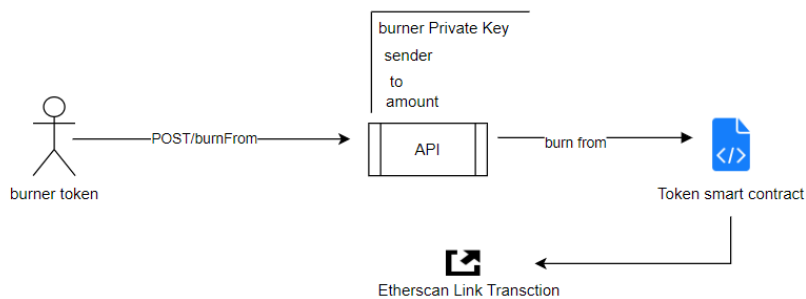 burner Private Key
sender
to
amount
POST/burnFrom
API
burn from
burner token
Token smart contract
Etherscan Link Transction